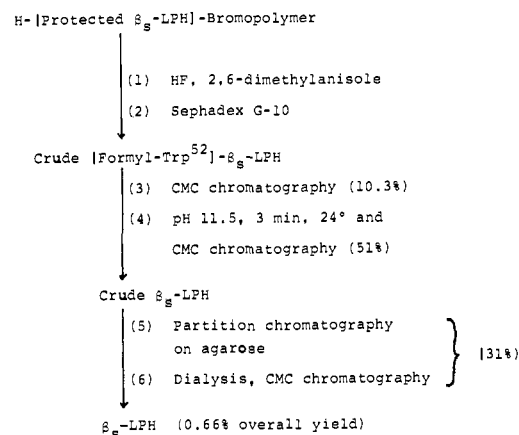 H-[Protected βs-LPH]-Bromopolymer
(1) HF, 2,6-dimethylanisole
(2) Sephadex G-10
Crude [Formyl-Trp52]-βs-LPH
(3) CMC chromatography (10.3%)
(4) pH 11.5, 3 min, 24° and
CMC chromatography (51%)
Crude βs-LPH
(5) Partition chromatography
on agarose
(31%)
(6) Dialysis, CMC chromatography
βs-LPH (0.66% overall yield)